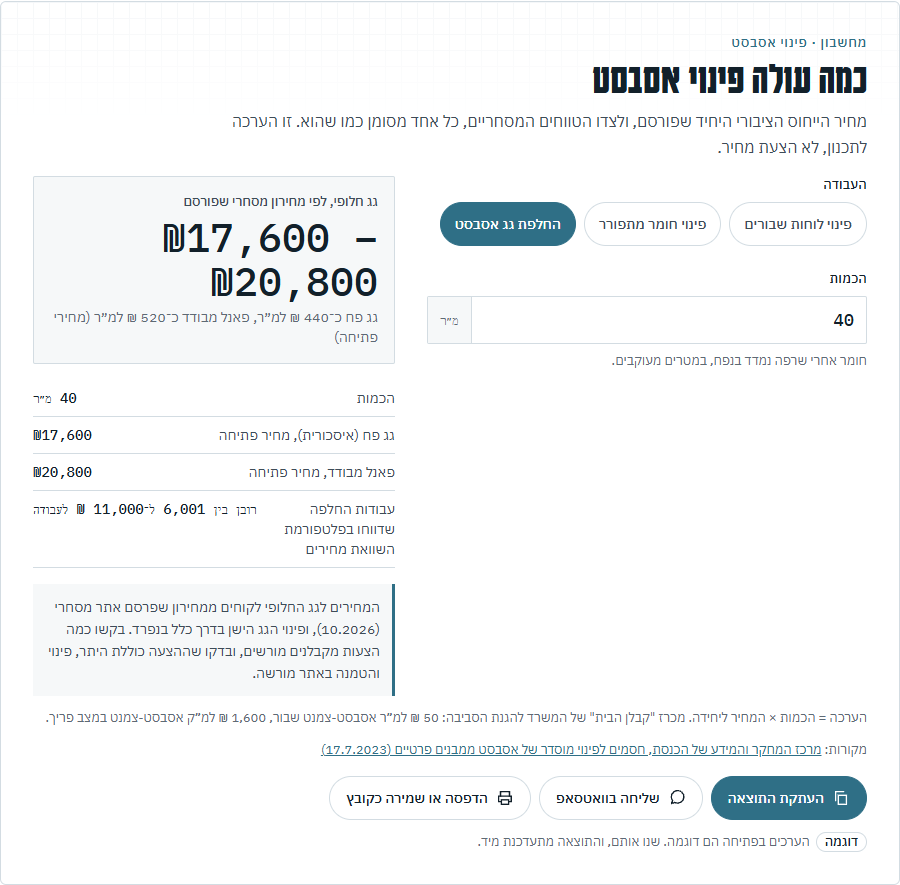 מחשבון · פינוי אסבסט
כמה עולה פינוי אסבסט
מחיר הייחוס הציבורי היחיד שפורסם, ולצדו הטווחים המסחריים, כל אחד מסומן כמו שהוא. זו הערכה
לתכנון, לא הצעת מחיר.
העבודה
פינוי לוחות שבורים
פינוי חומר מתפורר
החלפת גג אסבסט
הכמות
40
מ״ר
חומר אחרי שרפה נמדד בנפח, במטרים מעוקבים.
גג חלופי, לפי מחירון מסחרי שפורסם
₪17,600 –
₪20,800
גג פח כ־440 ₪ למ״ר, פאנל מבודד כ־520 ₪ למ״ר (מחירי
פתיחה)
הכמות 40 מ״ר
גג פח (איסכורית), מחיר פתיחה ₪17,600
פאנל מבודד, מחיר פתיחה ₪20,800
עבודות החלפה רובן בין 6,001 ל־11,000 ₪ לעבודה
שדווחו בפלטפורמת
השוואת מחירים
המחירים לגג החלופי לקוחים ממחירון שפרסם אתר מסחרי
(10.2026), ופינוי הגג הישן בדרך כלל בנפרד. בקשו כמה
הצעות מקבלנים מורשים, ובדקו שההצעה כוללת היתר, פינוי
והטמנה באתר מורשה.
הערכה = הכמות × המחיר ליחידה. מכרז "קבלן הבית" של המשרד להגנת הסביבה: 50 ₪ למ״ר אסבסט-צמנט שבור, 1,600 ₪ למ״ק אסבסט-צמנט במצב פריך.
מקורות: מרכז המחקר והמידע של הכנסת, חסמים לפינוי מוסדר של אסבסט ממבנים פרטיים (17.7.2023)
העתקת התוצאה
שליחה בוואטסאפ
הדפסה או שמירה כקובץ
דוגמה הערכים בפתיחה הם דוגמה. שנו אותם, והתוצאה מתעדכנת מיד.